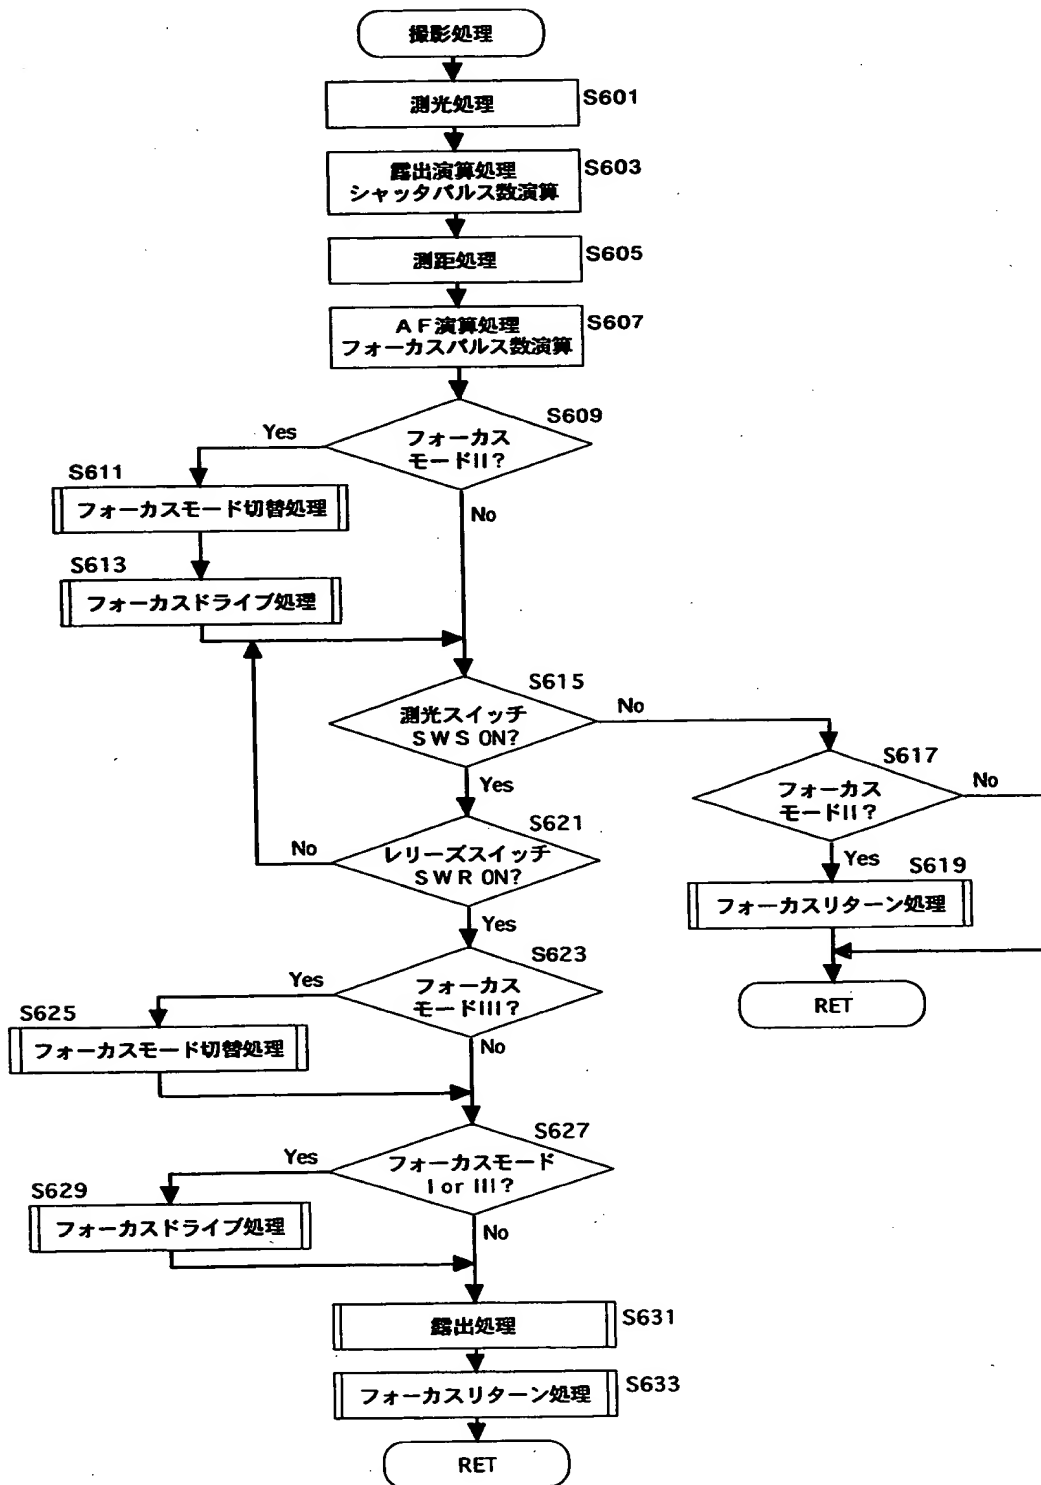 撮影処理
測光処理
S601
露出演算処理
シャッタパルス数演算
S603
測距処理
S605
AF演算処理
フォーカスパルス数演算
S607
フォーカス
モードII?
S609
Yes
No
S611
フォーカスモード切替処理
S613
フォーカスドライブ処理
測光スイッチ
SWS ON?
S615
No
Yes
フォーカス
モードII?
S617
No
Yes
S619
フォーカスリターン処理
RET
レリーズスイッチ
SWR ON?
S621
No
Yes
フォーカス
モードIII?
S623
Yes
No
S625
フォーカスモード切替処理
フォーカスモード
I or III?
S627
Yes
No
S629
フォーカスドライブ処理
露出処理
S631
フォーカスリターン処理
S633
RET